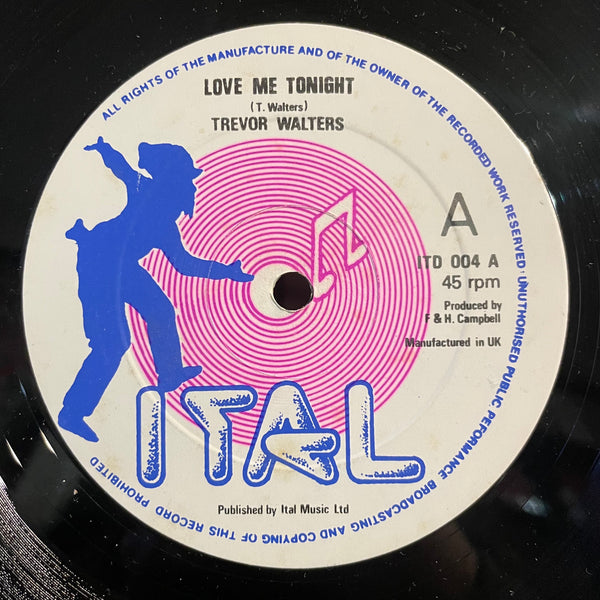 ALL RIGHTS OF THE MANUFACTURE AND OF THE OWNER OF THE RECORDED WORK RESERVED · UNUTHORISED PUBLIC PERFORMANCE BROADCASTING AND COPYING OF THIS RECORD PROHIBITED
LOVE ME TONIGHT
(T. Walters)
TREVOR WALTERS
A
ITD 004 A
45 rpm
Produced by
F & H. Campbell
Manufactured in UK
ITAL
Published by Ital Music Ltd